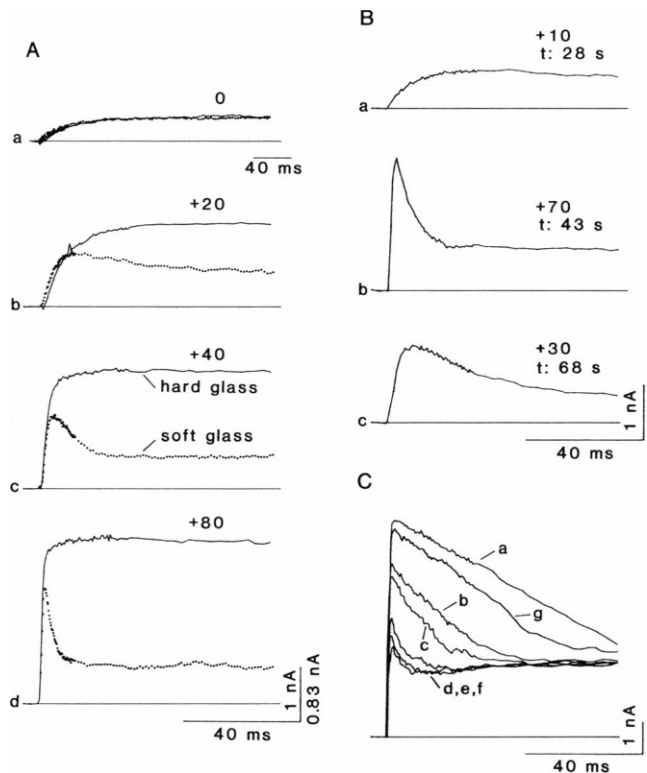 A
0
a
40 ms
+20
b
+40
hard glass
soft glass
c
+80
d
1 nA
0.83 nA
40 ms
B
+10
t: 28 s
a
+70
t: 43 s
b
+30
t: 68 s
c
1 nA
40 ms
C
a
g
b
c
d,e,f
1 nA
40 ms